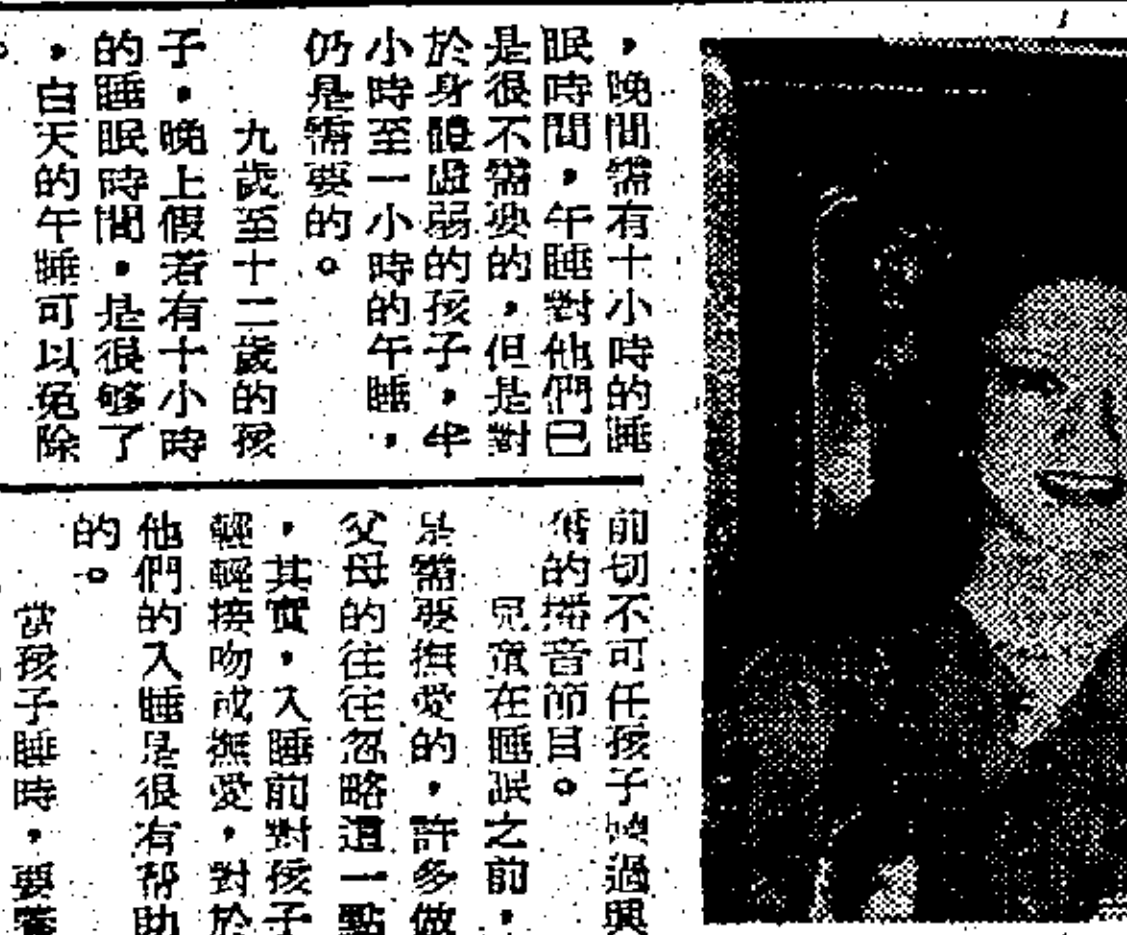 ，晚間需有十小時的睡
眠時間，午睡對他們已
是很不需要的，但是對
於身體虛弱的孩子，半
小時至一小時的午睡，
仍是需要的。
九歲至十二歲的孩
子，晚上假若有十小時
的睡眠時間，是很够了
，白天的午睡可以免除
。
前切不可任孩子過興
的播音節目。
兒童在睡眠之前，
是需要撫愛的，許多做
父母的往往忽略這一點
，其實，入睡前對孩子
輕輕接吻或撫愛，對於
他們的入睡是很有帮助
的。
當孩子睡時，要養